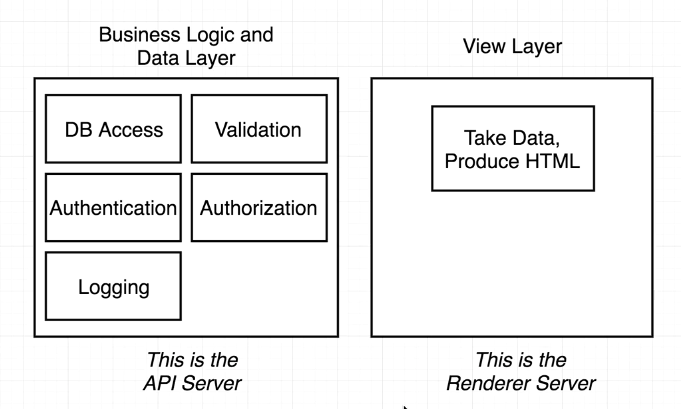 Business Logic and
Data Layer
DB Access
Validation
Authentication
Authorization
Logging
This is the
API Server
View Layer
Take Data,
Produce HTML
This is the
Renderer Server